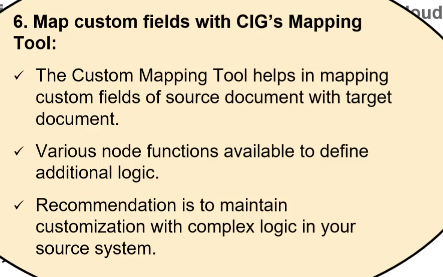 oud
6. Map custom fields with CIG's Mapping
Tool:
✓ The Custom Mapping Tool helps in mapping
custom fields of source document with target
document.
✓ Various node functions available to define
additional logic.
✓ Recommendation is to maintain
customization with complex logic in your
source system.